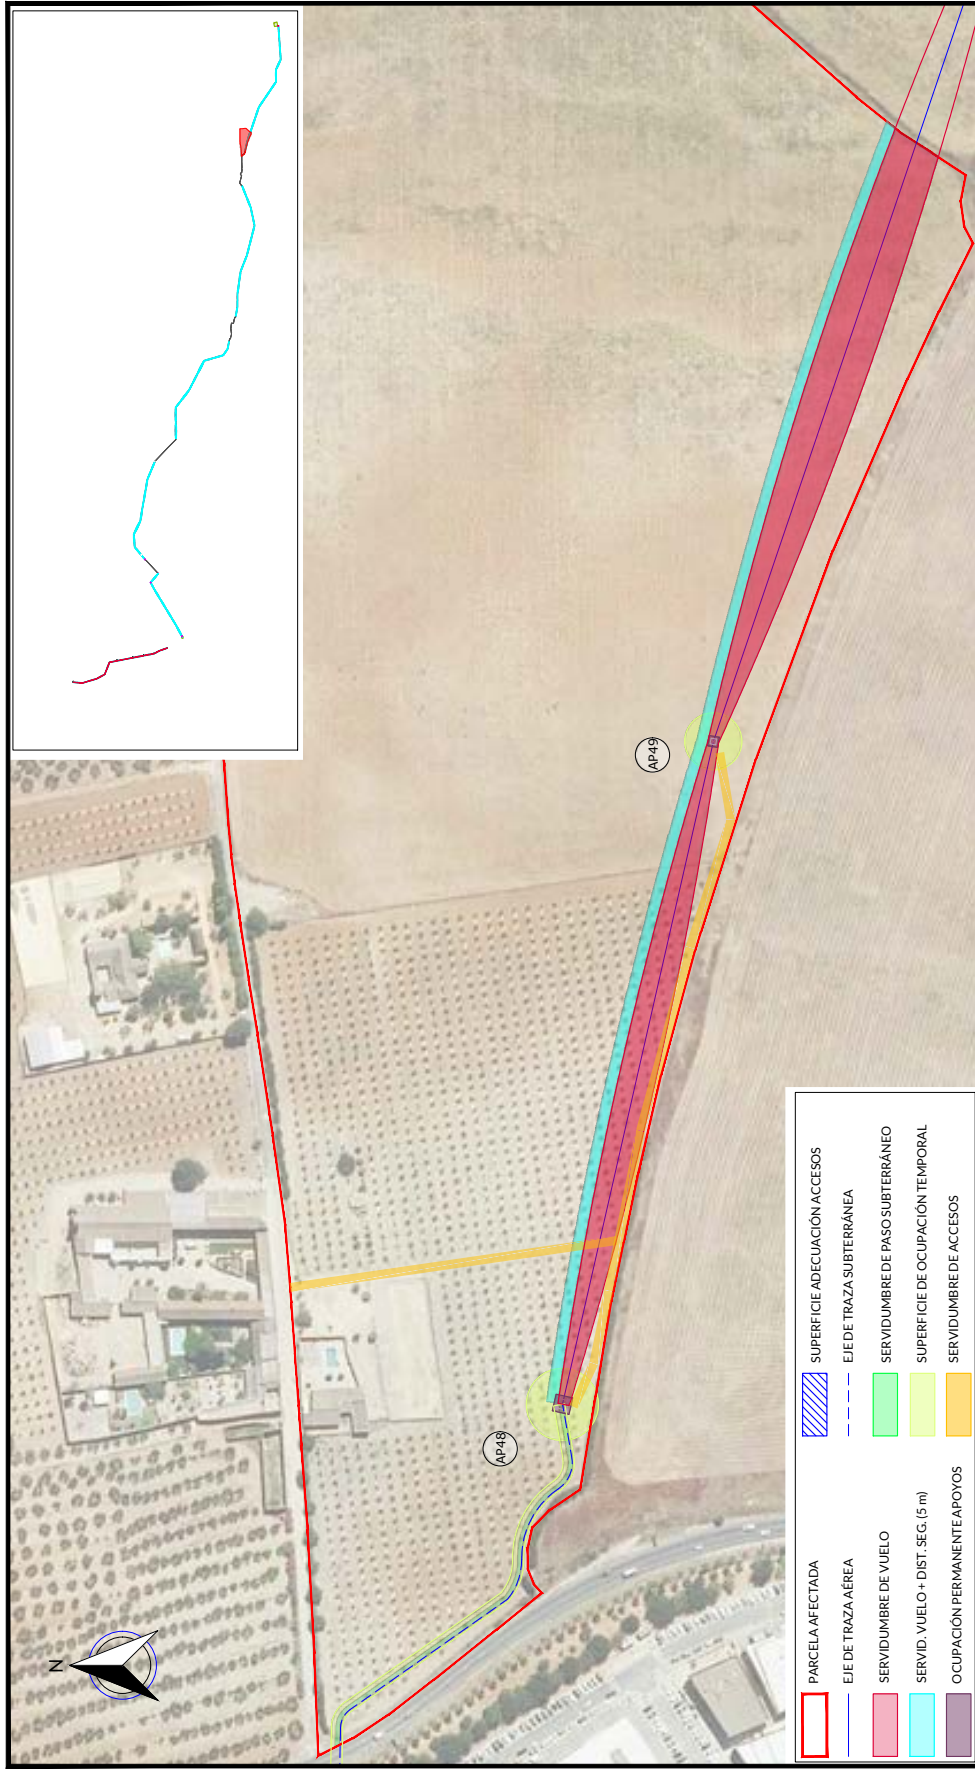 AP49
AP48
N
PARCELA AFECTADA
EJE DE TRAZA AÉREA
SERVIDUMBRE DE VUELO
SERVID. VUELO + DIST. SEG. (5 m)
OCUPACIÓN PERMANENTE APOYOS
SUPERFICIE ADECUACIÓN ACCESOS
EJE DE TRAZA SUBTERRÁNEA
SERVIDUMBRE DE PASO SUBTERRÁNEO
SUPERFICIE DE OCUPACIÓN TEMPORAL
SERVIDUMBRE DE ACCESOS